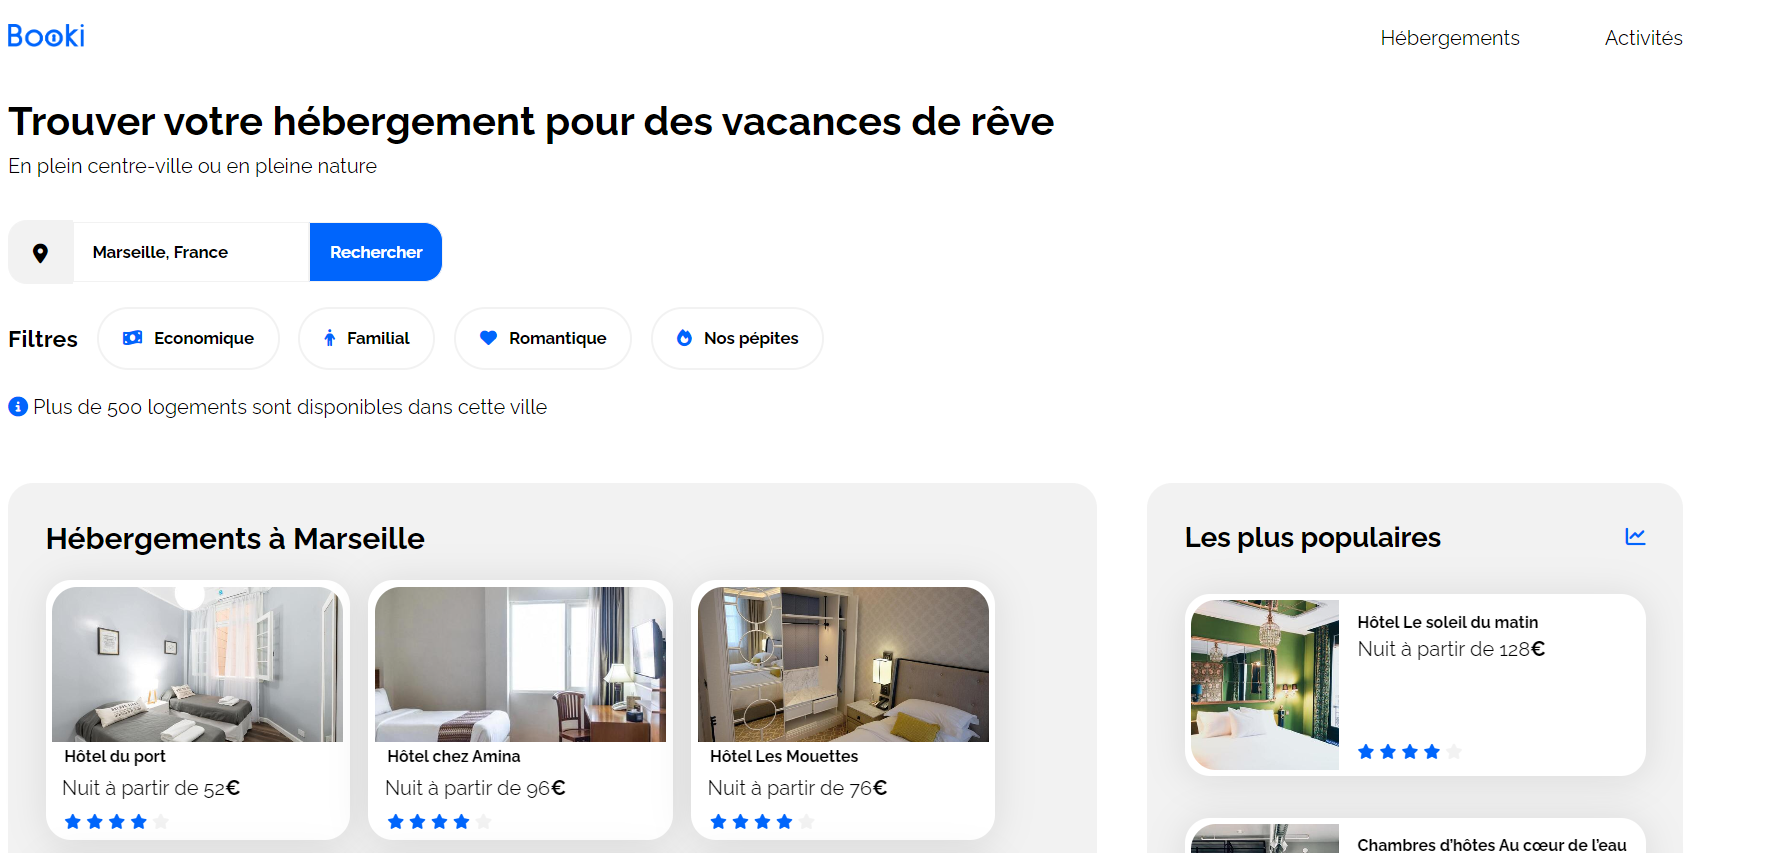 Booki
Hébergements
Activités
Trouver votre hébergement pour des vacances de rêve
En plein centre-ville ou en pleine nature
Marseille, France
Rechercher
Filtres
Economique
Familial
Romantique
Nos pépites
Plus de 500 logements sont disponibles dans cette ville
Hébergements à Marseille
Hôtel du port
Nuit à partir de 52€
Hôtel chez Amina
Nuit à partir de 96€
Hôtel Les Mouettes
Nuit à partir de 76€
Les plus populaires
Hôtel Le soleil du matin
Nuit à partir de 128€
Chambres d'hôtes Au cœur de l'eau